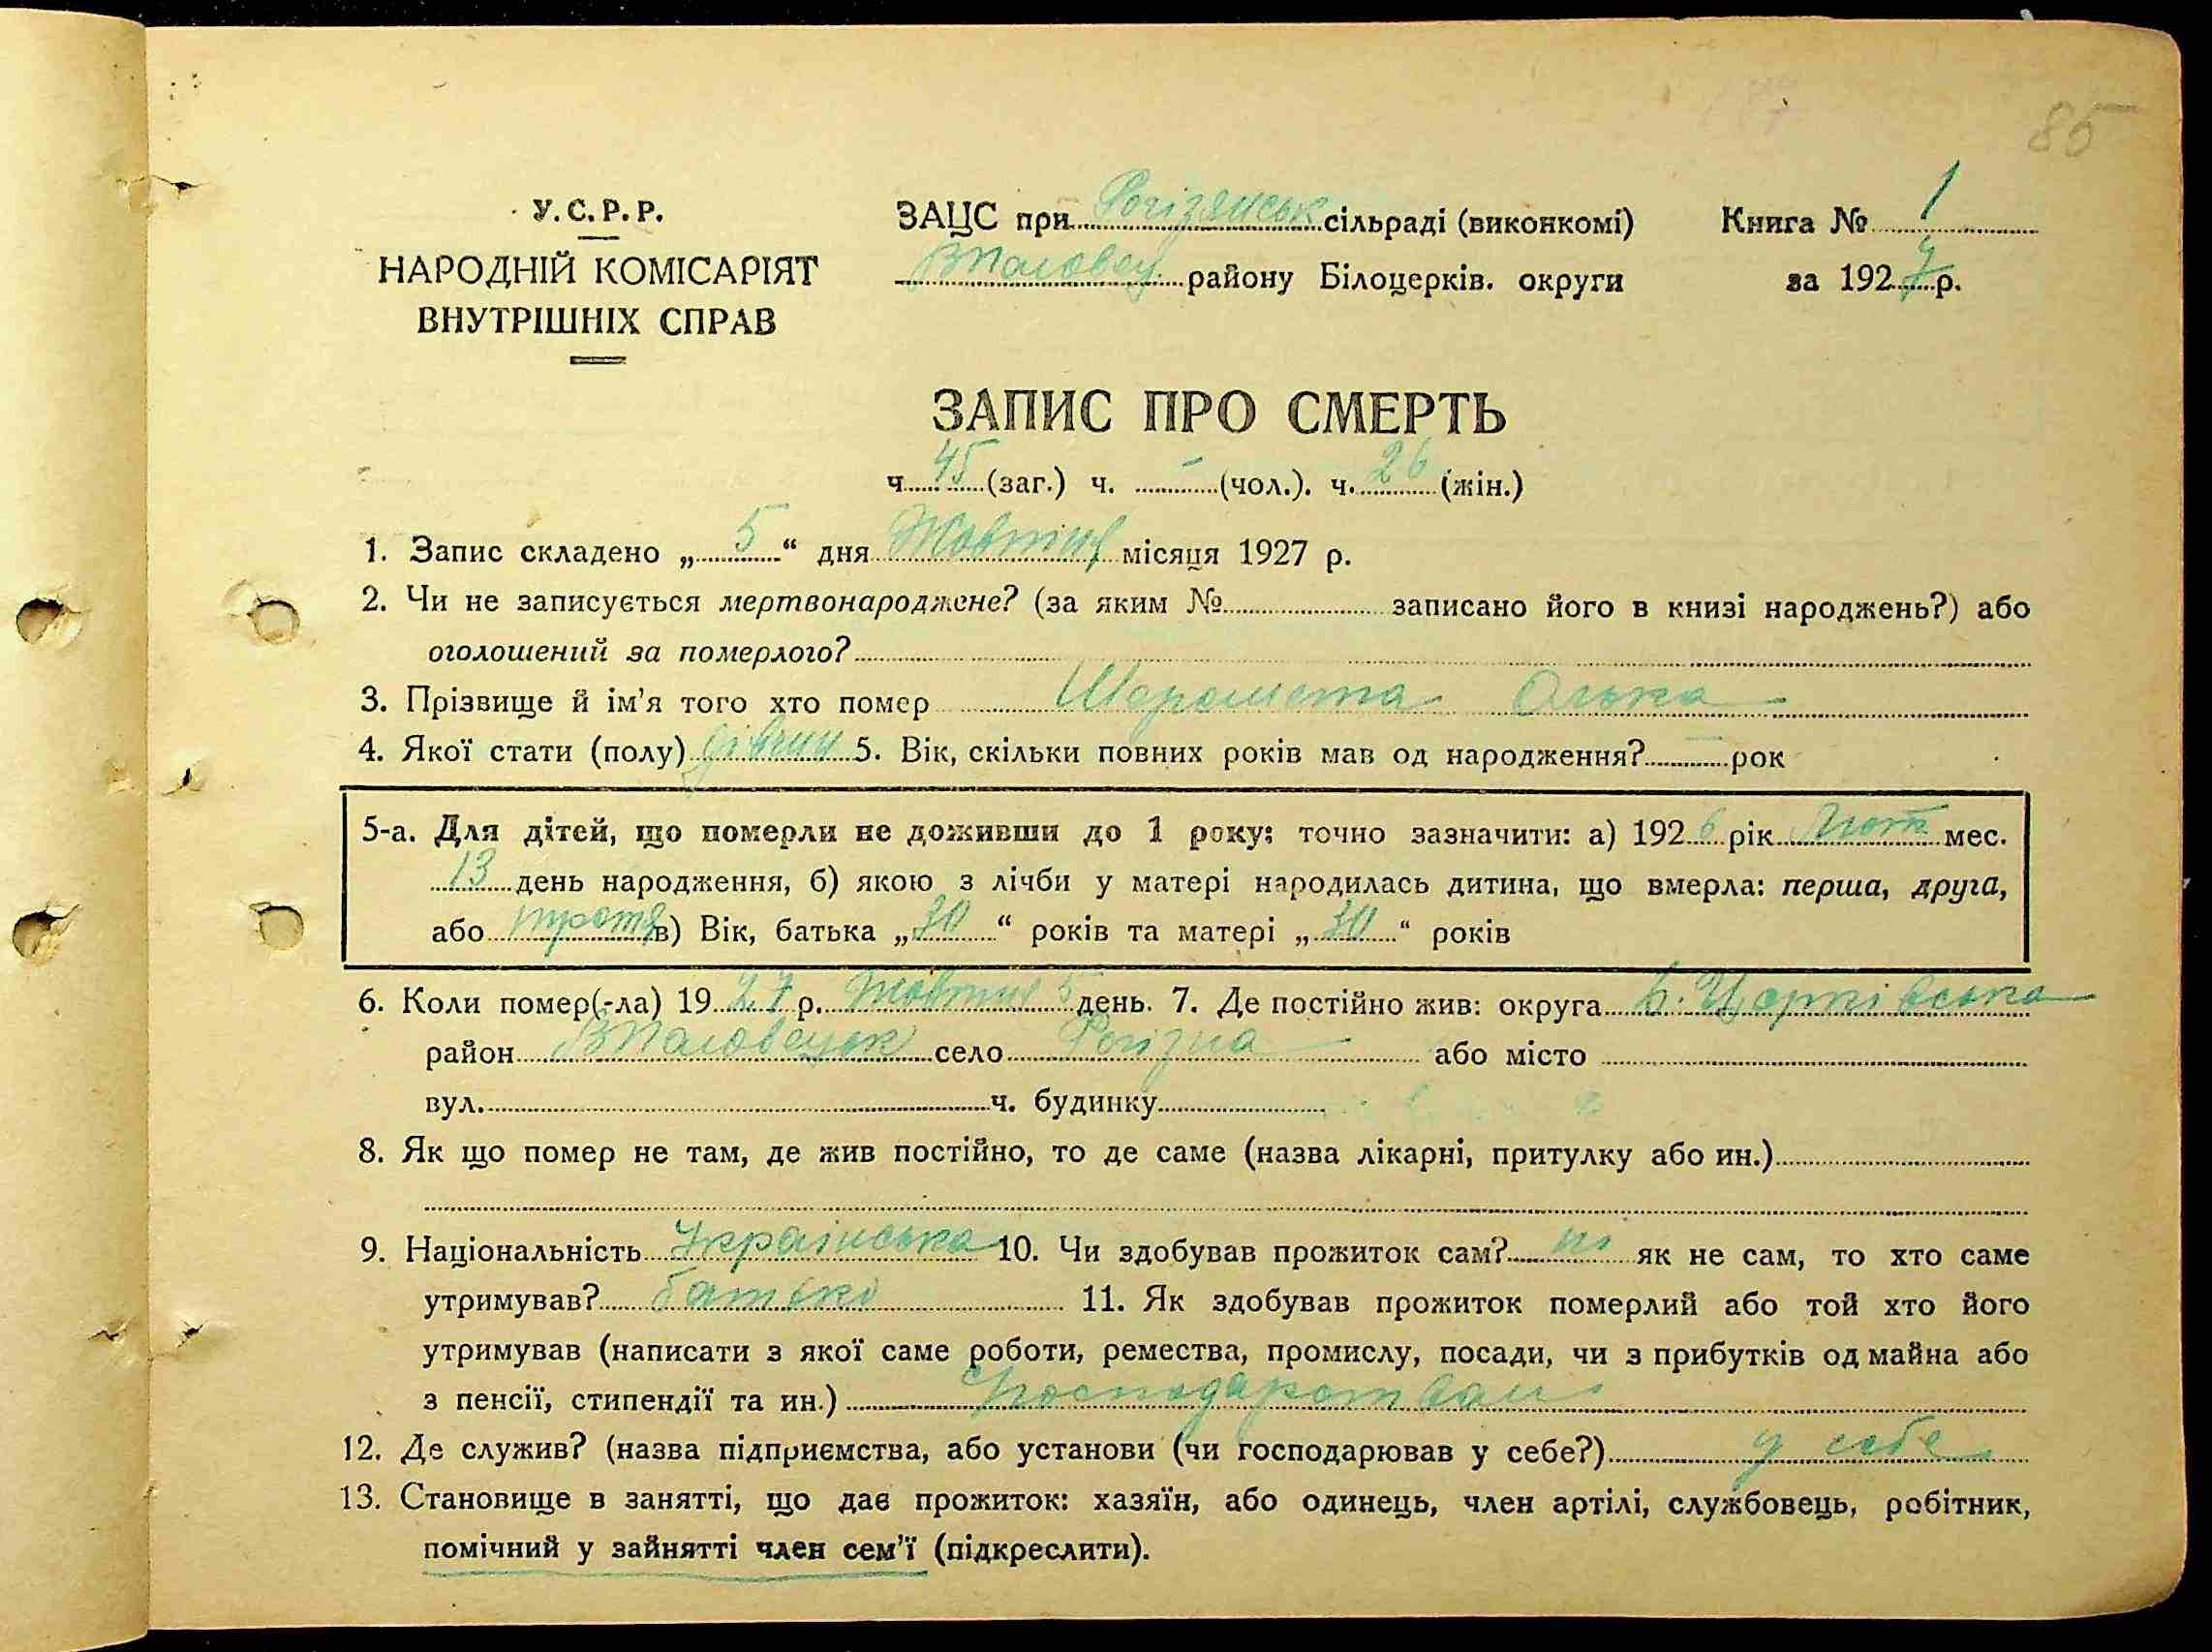 85
У.С.Р.Р.
НАРОДНІЙ КОМІСАРІЯТ
ВНУТРІШНІХ СПРАВ
ЗАЦС при Рогізянськ сільраді (виконкомі)
району Білоцерків. округи
Книга № 1
за 1927 р.
ЗАПИС ПРО СМЕРТЬ
ч 45 (заг.) ч. - (чол.). ч. 26 (жін.)
1. Запис складено „ 5 “ дня Жовтня місяця 1927 р.
2. Чи не записується мертвонароджене? (за яким № записано його в книзі народжень?) або
оголошений за померлого?
3. Прізвище й ім’я того хто помер Шеремета Олька
4. Якої стати (полу) дівчин 5. Вік, скільки повних років мав од народження? рок
5-а. Для дітей, що померли не доживши до 1 року; точно зазначити: а) 1926 рік Лют мес.
13 день народження, б) якою з лічби у матері народилась дитина, що вмерла: перша, друга,
або третя в) Вік, батька „ 30 “ років та матері „ 30 “ років
6. Коли помер(-ла) 1927 р. Жовтня 5 день. 7. Де постійно жив: округа Б. Церківська
район село Рогізна або місто
вул. ч. будинку
8. Як що помер не там, де жив постійно, то де саме (назва лікарні, притулку або ин.)
9. Національність Українська 10. Чи здобував прожиток сам? ні як не сам, то хто саме
утримував? батько 11. Як здобував прожиток померлий або той хто його
утримував (написати з якої саме роботи, ремества, промислу, посади, чи з прибутків од майна або
з пенсії, стипендії та ин.)
12. Де служив? (назва підприємства, або установи (чи господарював у себе?) у себе
13. Становище в занятті, що дає прожиток: хазяїн, або одинець, член артілі, службовець, робітник,
помічний у зайнятті член сем’ї (підкреслити).